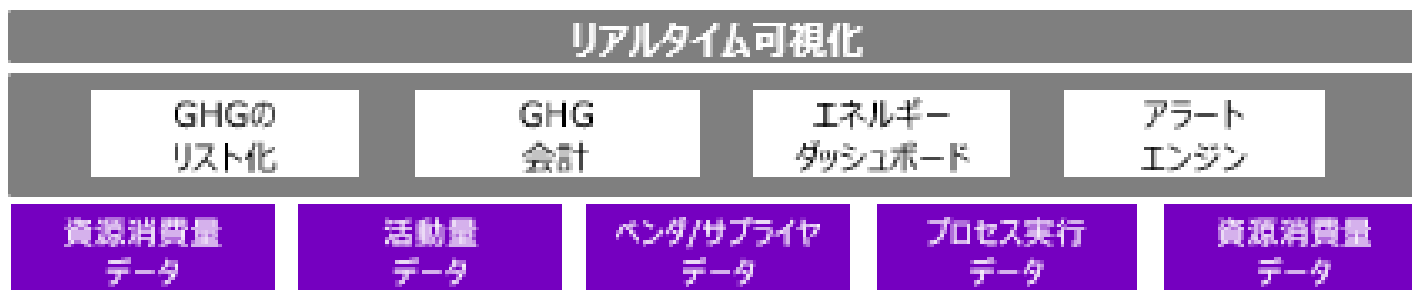 リアルタイム可視化
GHGの
リスト化
GHG
会計
エネルギー
ダッシュボード
アラート
エンジン
資源消費量
データ
活動量
データ
ベンダ/サプライヤ
データ
プロセス実行
データ
資源消費量
データ